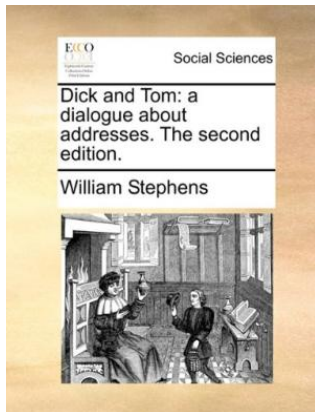 ECCO
Social Sciences
Dick and Tom: a
dialogue about
addresses. The second
edition.
William Stephens